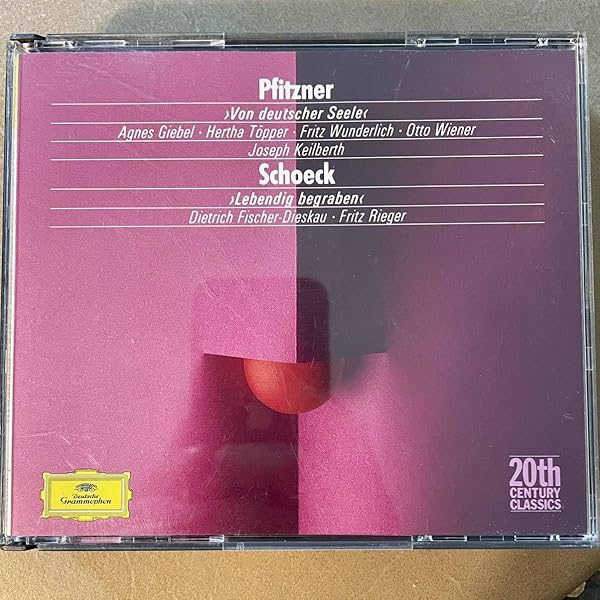 Pfitzner
›Von deutscher Seele‹
Agnes Giebel · Hertha Töpper · Fritz Wunderlich · Otto Wiener
Joseph Keilberth
Schoeck
›Lebendig begraben‹
Dietrich Fischer-Dieskau · Fritz Rieger
Deutsche
Grammophon
20th
CENTURY
CLASSICS